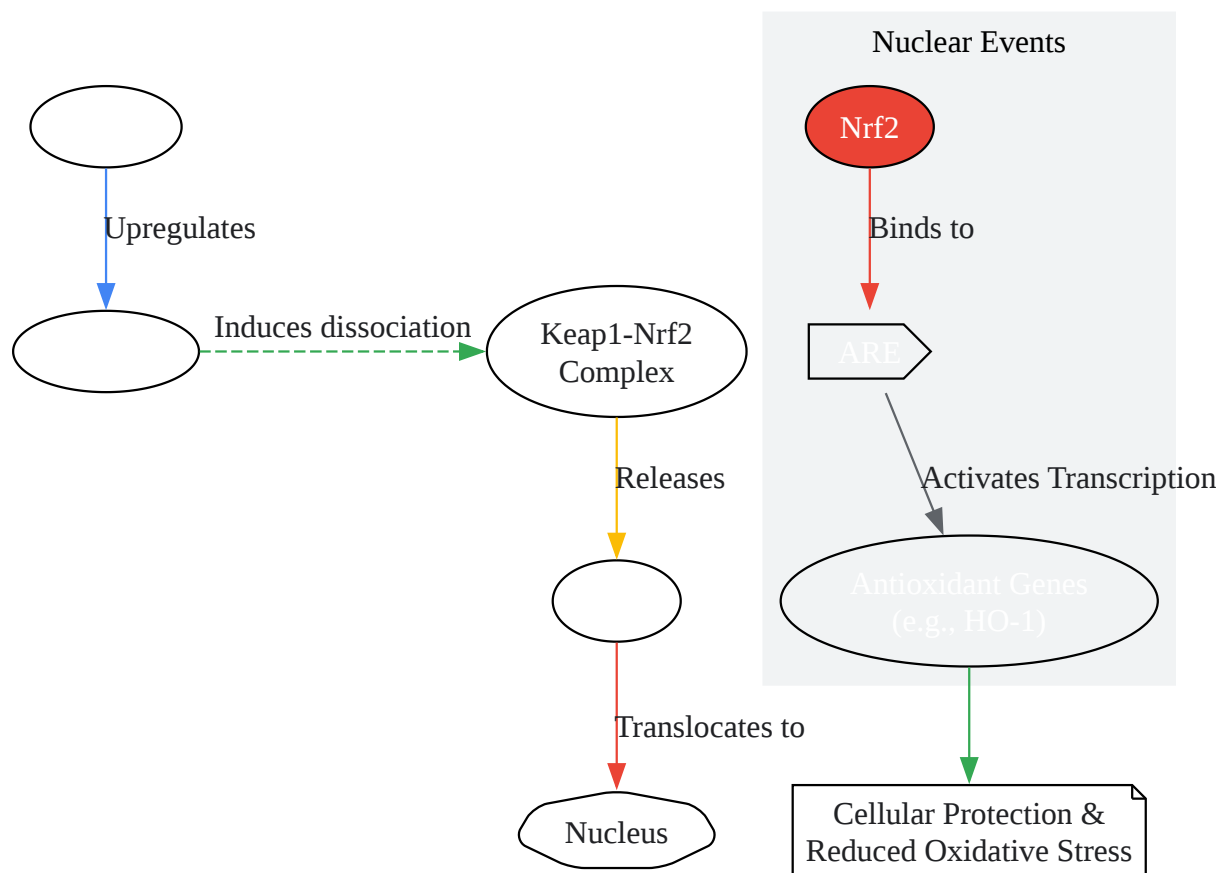 Nuclear Events
Nrf2
Upregulates
Binds to
Induces dissociation
Keap1-Nrf2
Complex
ARE
Releases
Activates Transcription
Antioxidant Genes
(e.g., HO-1)
Translocates to
Nucleus
Cellular Protection &
Reduced Oxidative Stress